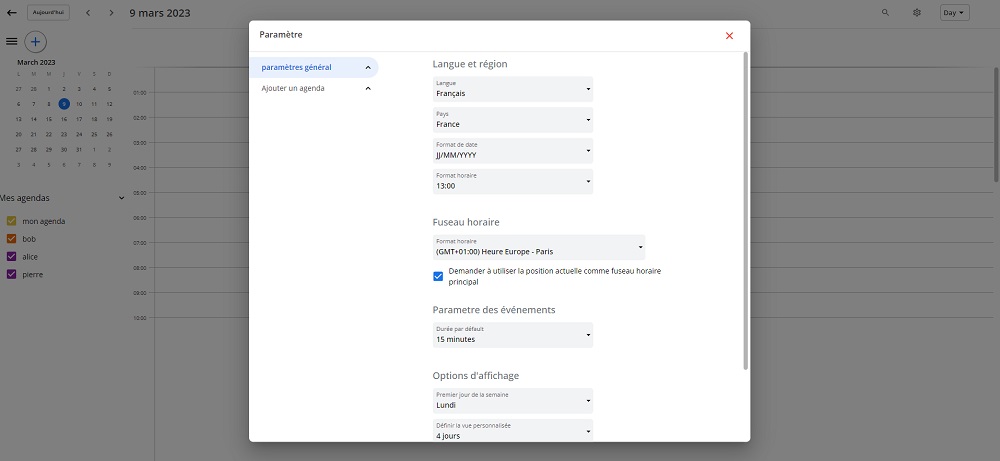 Aujourd'hui
9 mars 2023
Day
March 2023
L M M J V S D
27 28 1 2 3 4 5
6 7 8 9 10 11 12
13 14 15 16 17 18 19
20 21 22 23 24 25 26
27 28 29 30 31 1 2
3 4 5 6 7 8 9
Mes agendas
mon agenda
bob
alice
pierre
01:00
02:00
03:00
04:00
05:00
06:00
07:00
08:00
09:00
10:00
Paramètre
paramètres général
Ajouter un agenda
Langue et région
Langue
Français
Pays
France
Format de date
JJ/MM/YYYY
Format horaire
13:00
Fuseau horaire
Format horaire
(GMT+01:00) Heure Europe - Paris
Demander à utiliser la position actuelle comme fuseau horaire
principal
Parametre des événements
Durée par défault
15 minutes
Options d'affichage
Premier jour de la semaine
Lundi
Définir la vue personnalisée
4 jours